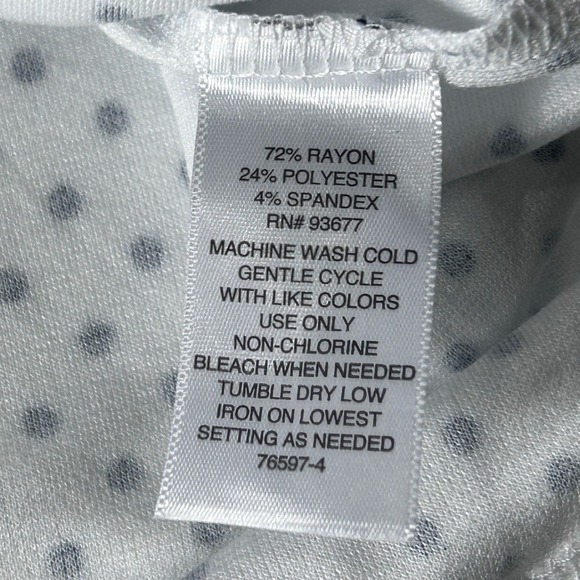 72% RAYON
24% POLYESTER
4% SPANDEX
RN# 93677
MACHINE WASH COLD
GENTLE CYCLE
WITH LIKE COLORS
USE ONLY
NON-CHLORINE
BLEACH WHEN NEEDED
TUMBLE DRY LOW
IRON ON LOWEST
SETTING AS NEEDED
76597-4